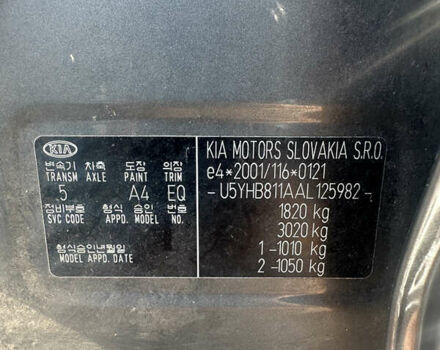 KIA
변속기 차축 도장 의장
TRANSM AXLE PAINT TRIM
5 A4 EQ
정비부호 형식 승인 번호
SVC CODE APPD. MODEL NO.
형식승인년월일
MODEL APPD. DATE
KIA MOTORS SLOVAKIA S.R.O.
e4*2001/116*0121
-U5YHB811AAL125982-
1820 kg
3020 kg
1 -1010 kg
2 -1050 kg